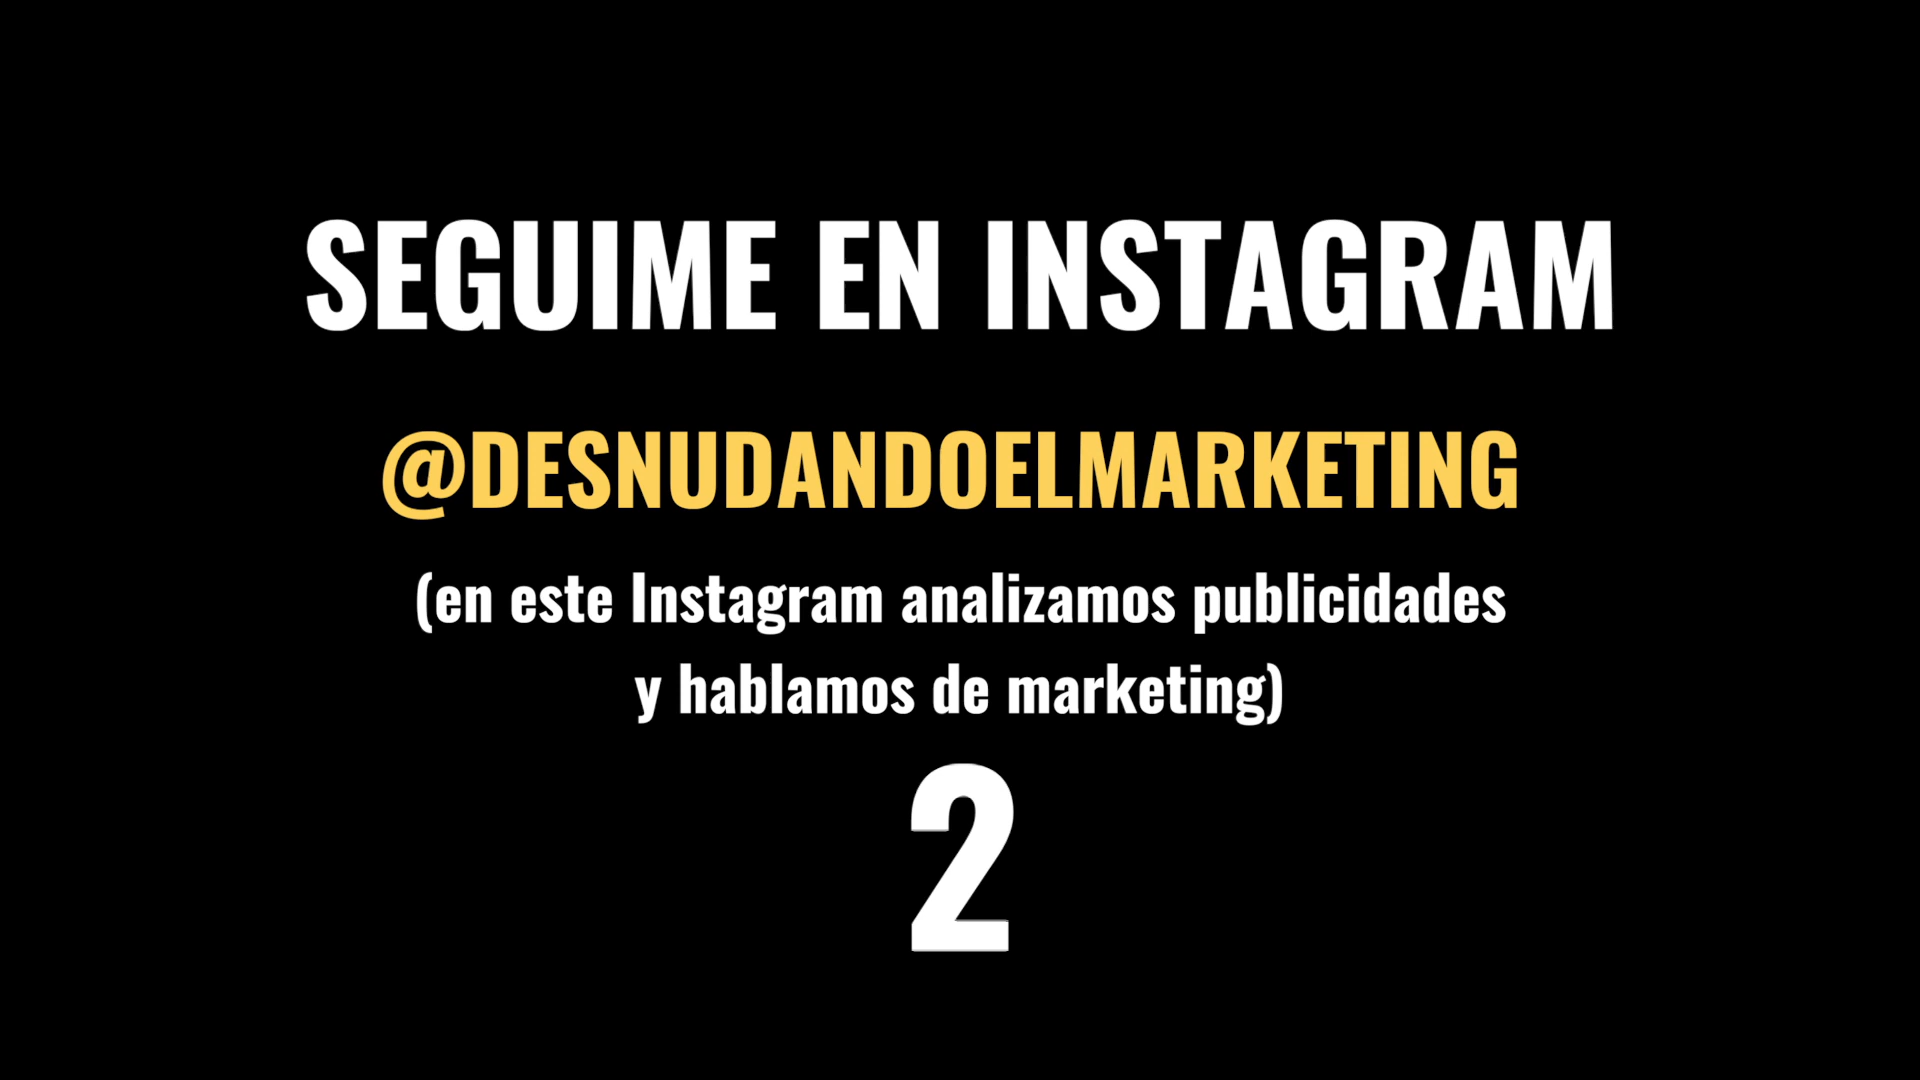 SEGUIME EN INSTAGRAM
@DESNUDANDOELMARKETING
(en este Instagram analizamos publicidades
y hablamos de marketing)
2